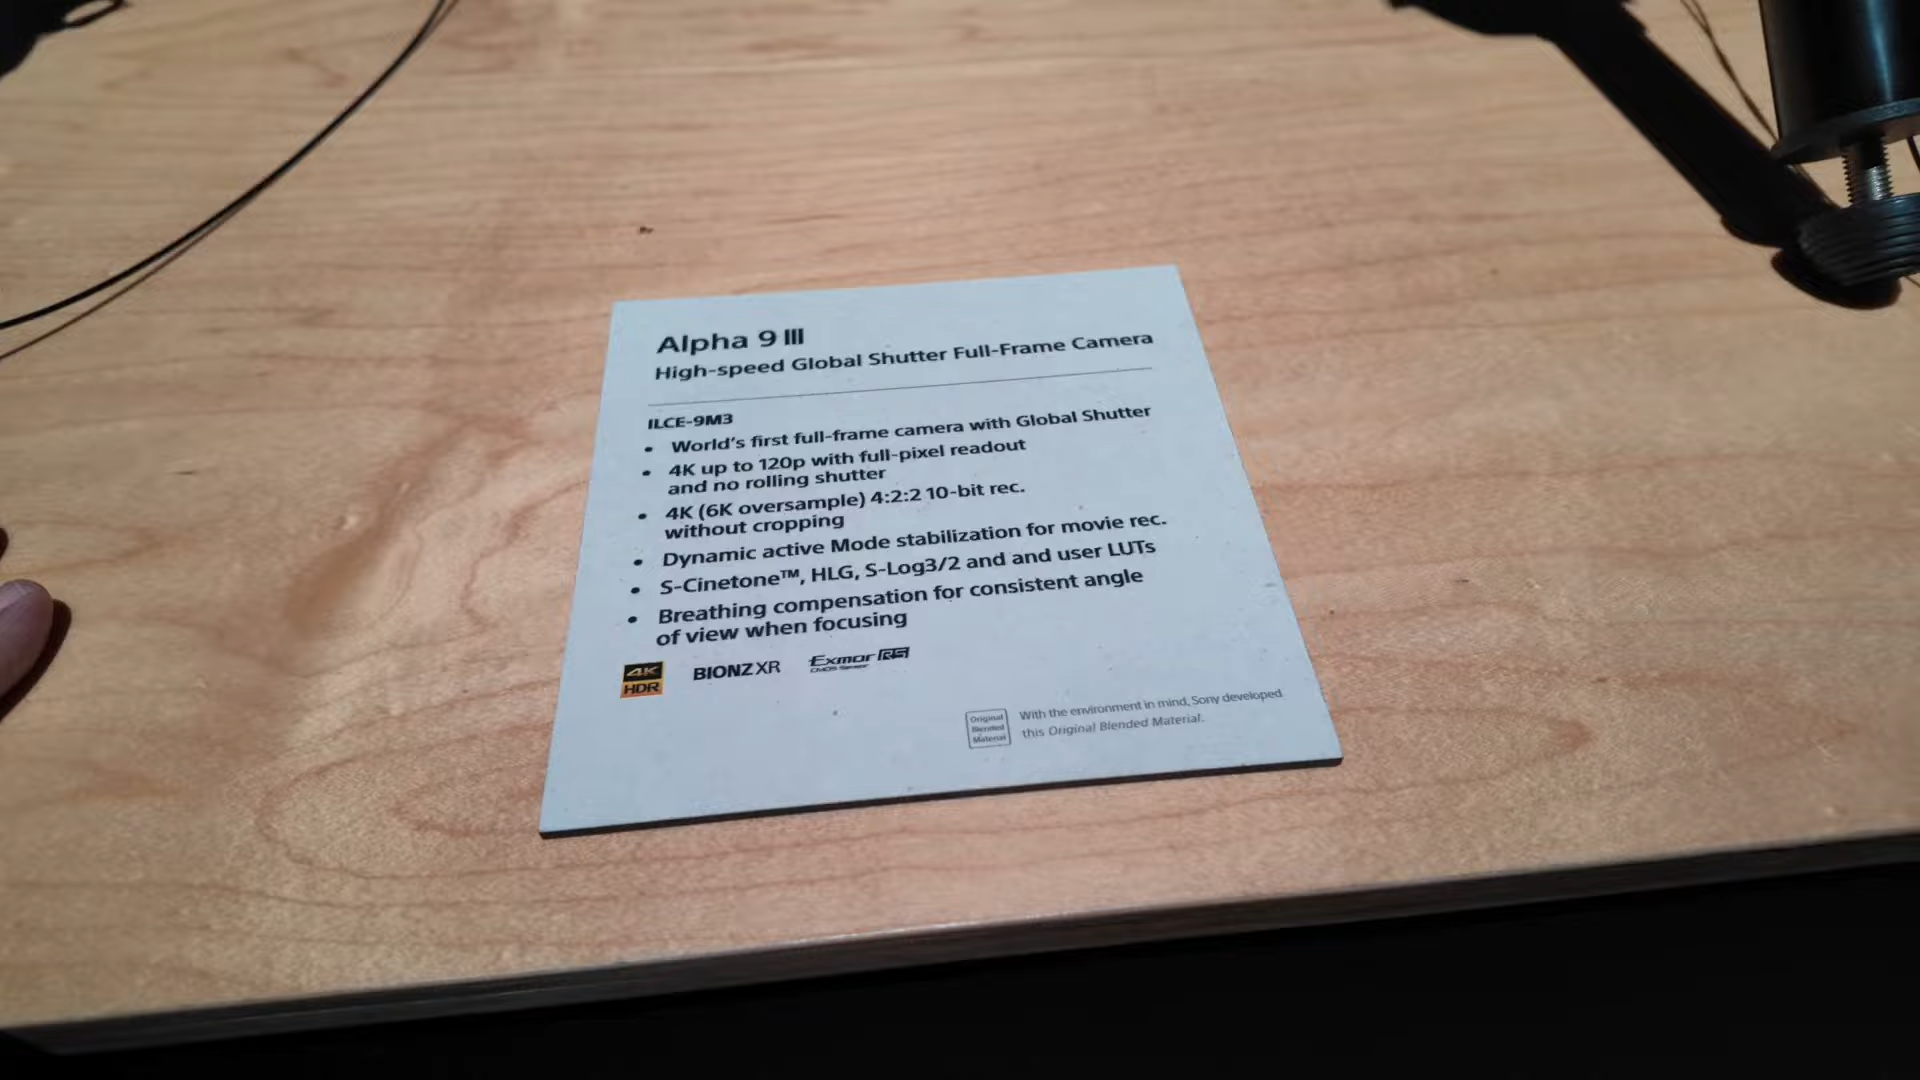 Alpha 9 III
High-speed Global Shutter Full-Frame Camera
ILCE-9M3
• World's first full-frame camera with Global Shutter
• 4K up to 120p with full-pixel readout
and no rolling shutter
• 4K (6K oversample) 4:2:2 10-bit rec.
without cropping
• Dynamic active Mode stabilization for movie rec.
• S-Cinetone™, HLG, S-Log3/2 and and user LUTs
• Breathing compensation for consistent angle
of view when focusing
4K HDR BIONZ XR Exmor RS
CMOS Sensor
Original Blended Material
With the environment in mind, Sony developed
this Original Blended Material.